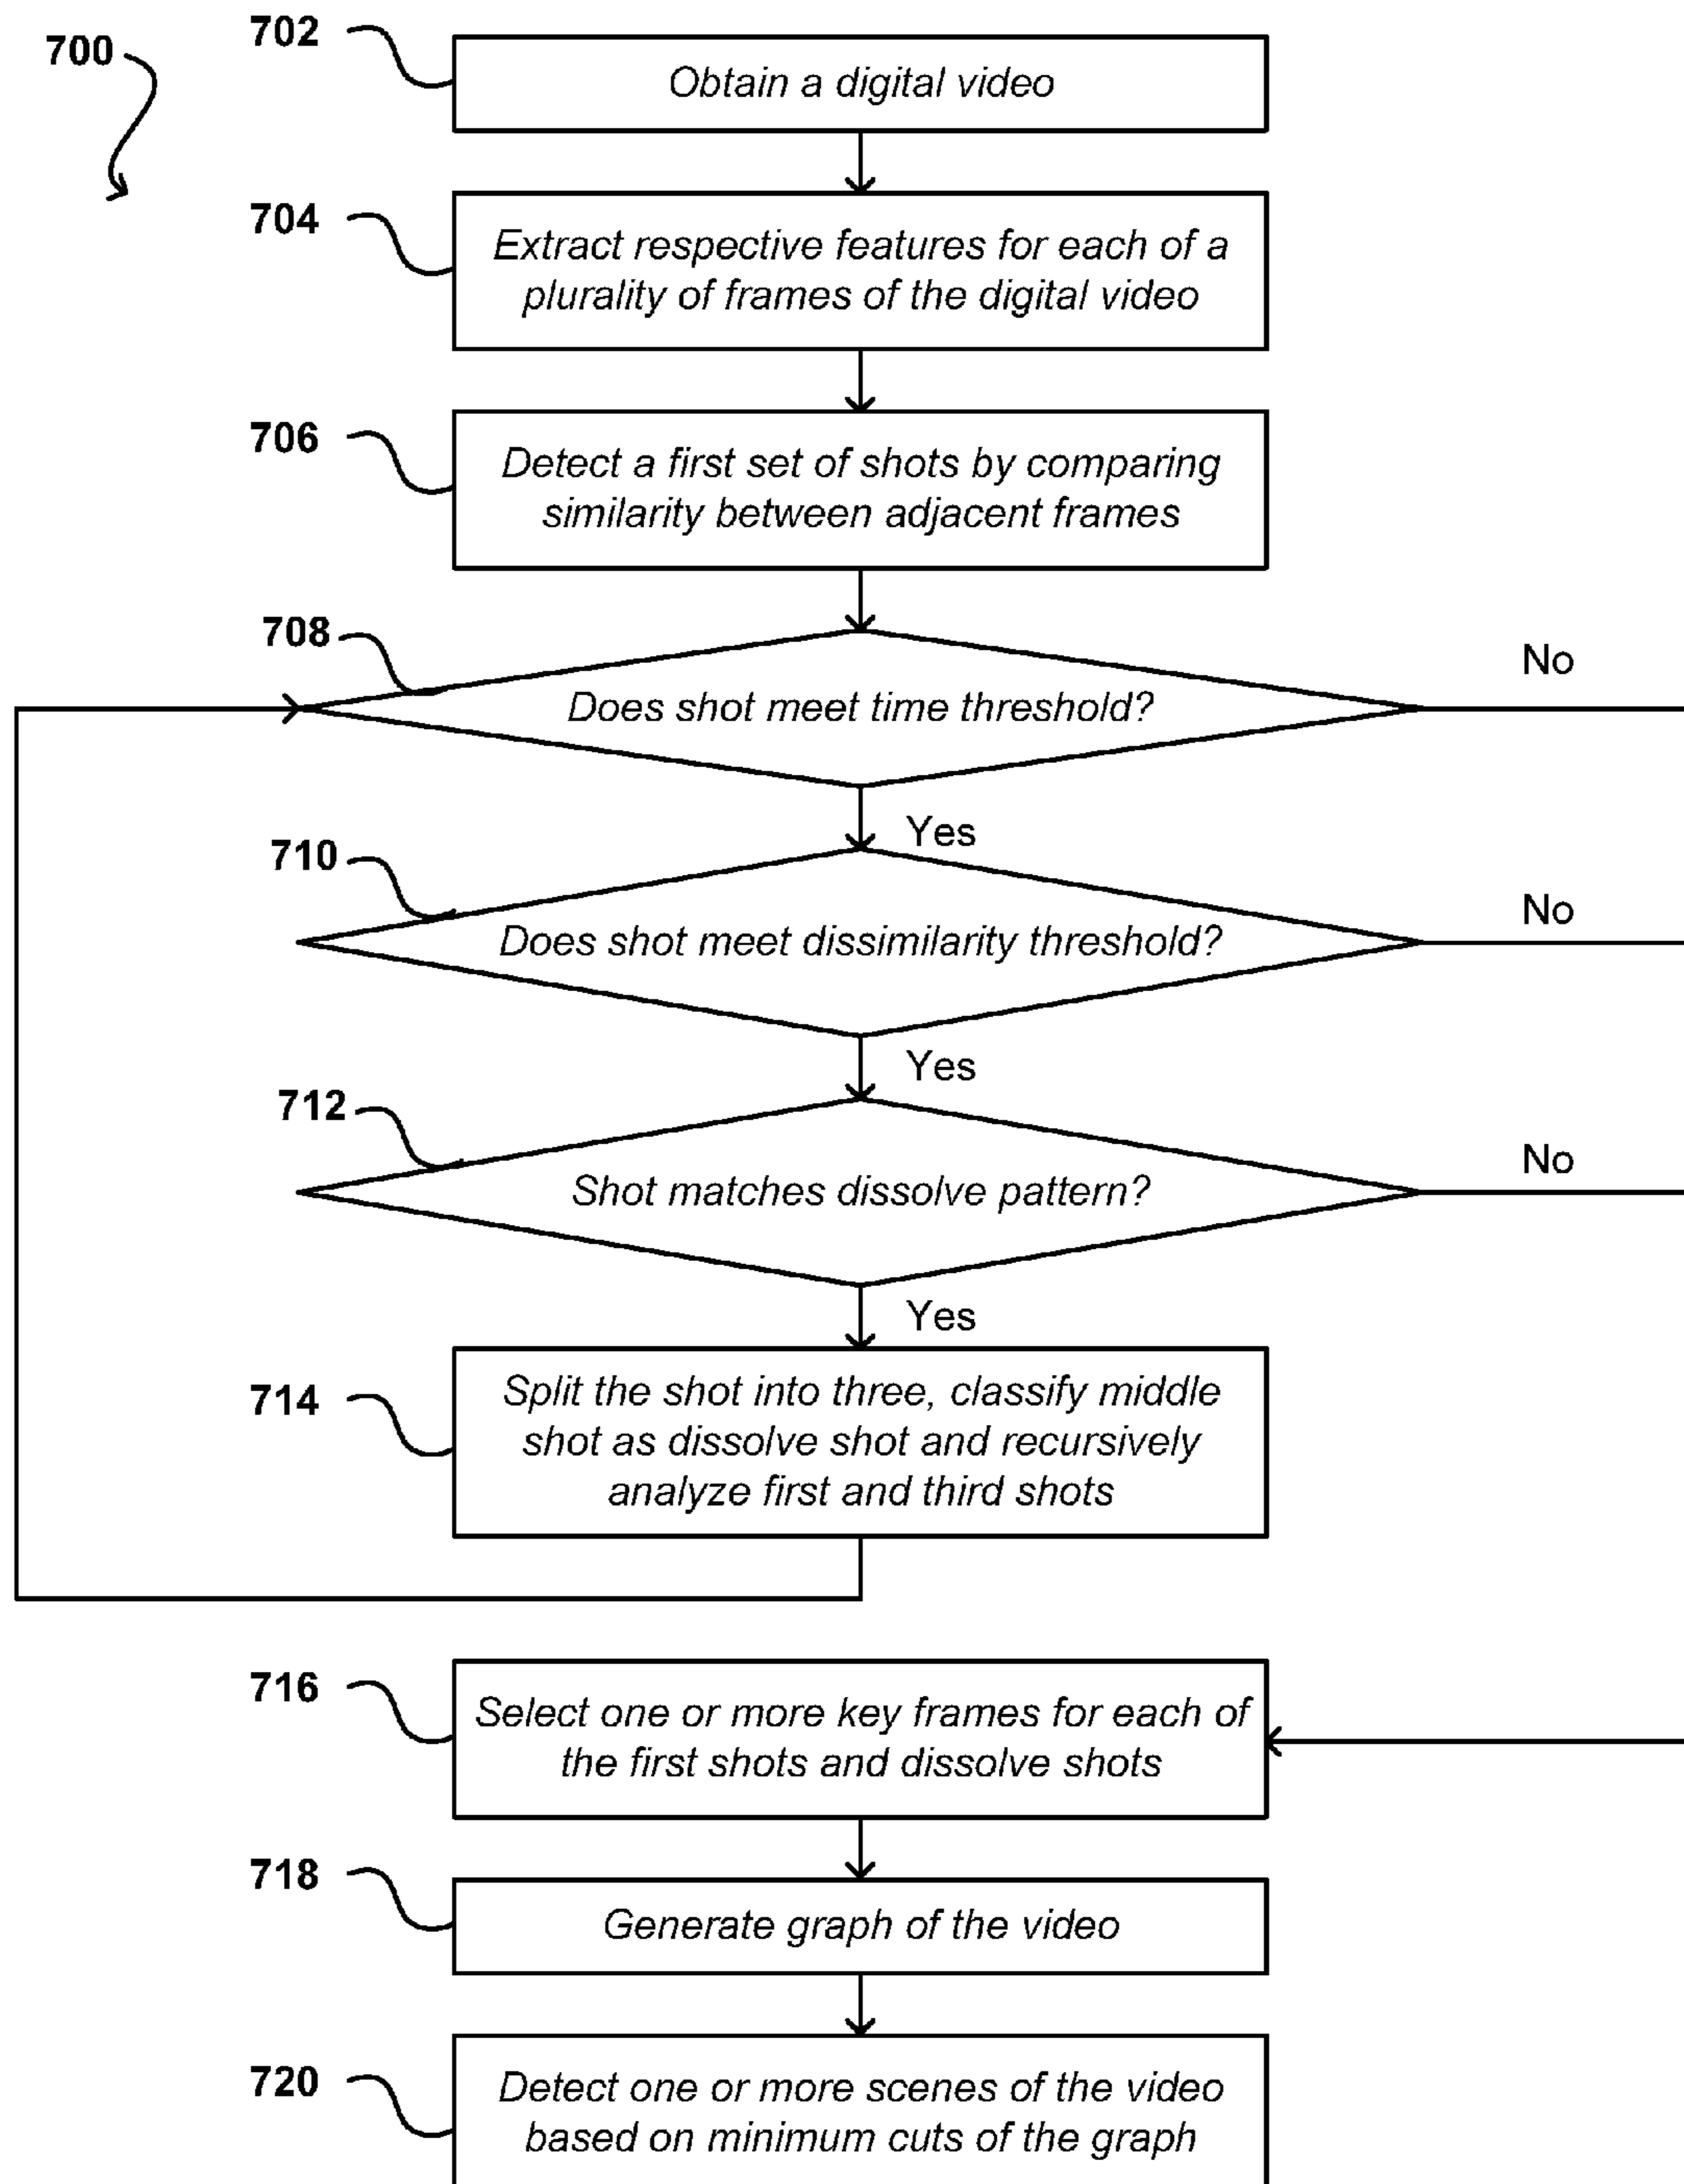 700
702
Obtain a digital video
704
Extract respective features for each of a
plurality of frames of the digital video
706
Detect a first set of shots by comparing
similarity between adjacent frames
708
No
Does shot meet time threshold?
Yes
710
No
Does shot meet dissimilarity threshold?
Yes
712
No
Shot matches dissolve pattern?
Yes
714
Split the shot into three, classify middle
shot as dissolve shot and recursively
analyze first and third shots
716
Select one or more key frames for each of
the first shots and dissolve shots
718
Generate graph of the video
720
Detect one or more scenes of the video
based on minimum cuts of the graph